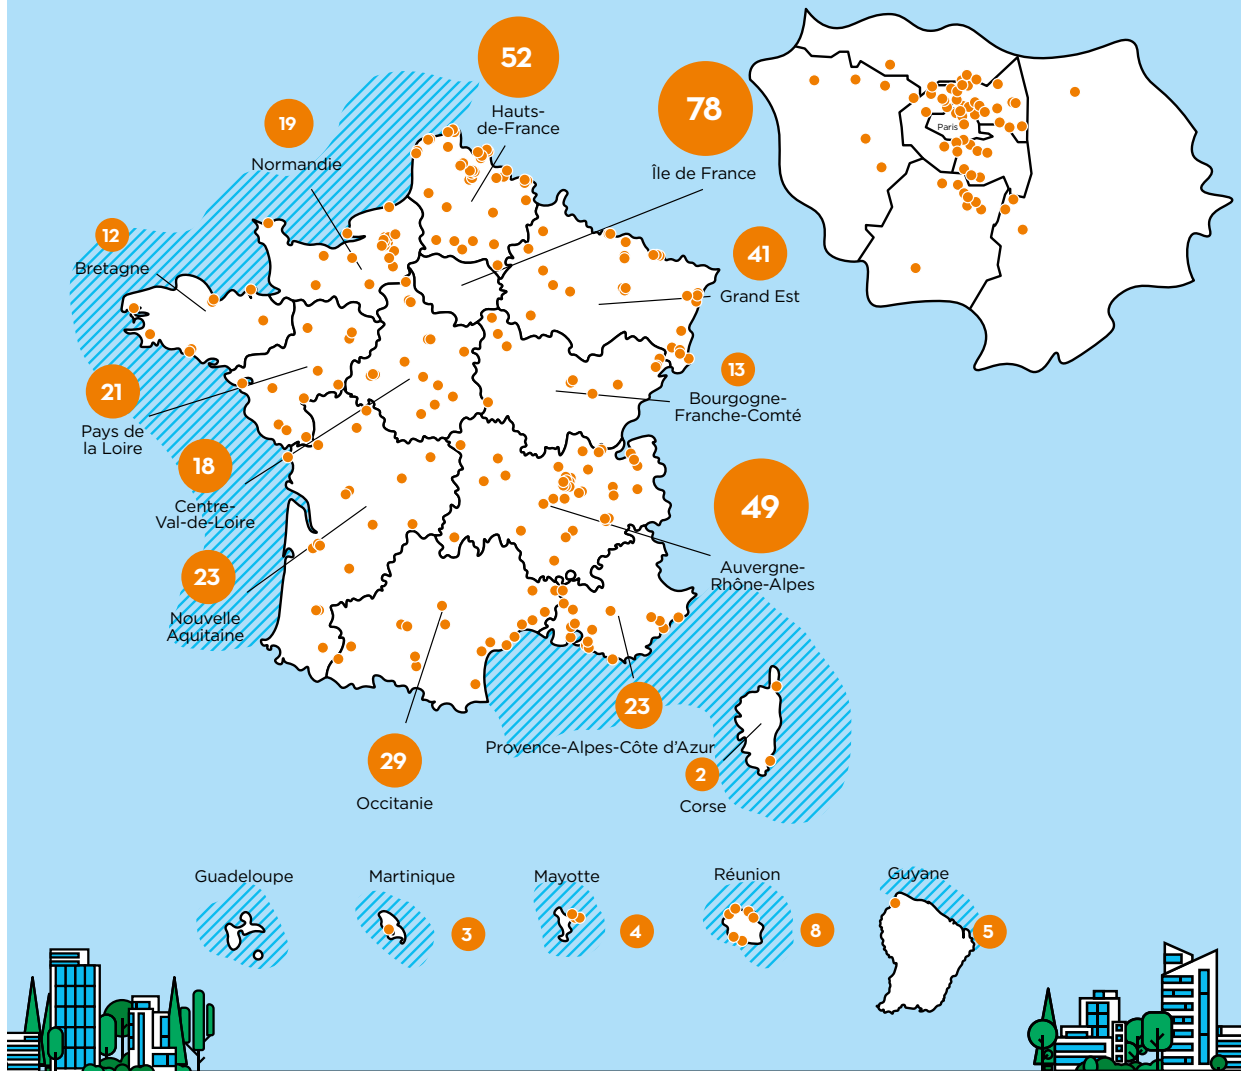 52
Hauts-
de-France
78
Île de France
Paris
19
Normandie
12
Bretagne
41
Grand Est
13
Bourgogne-
Franche-Comté
21
Pays de
la Loire
18
Centre-
Val-de-Loire
49
Auvergne-
Rhône-Alpes
23
Nouvelle
Aquitaine
23
Provence-Alpes-Côte d'Azur
29
Occitanie
2
Corse
Guadeloupe
Martinique
3
Mayotte
4
Réunion
8
Guyane
5